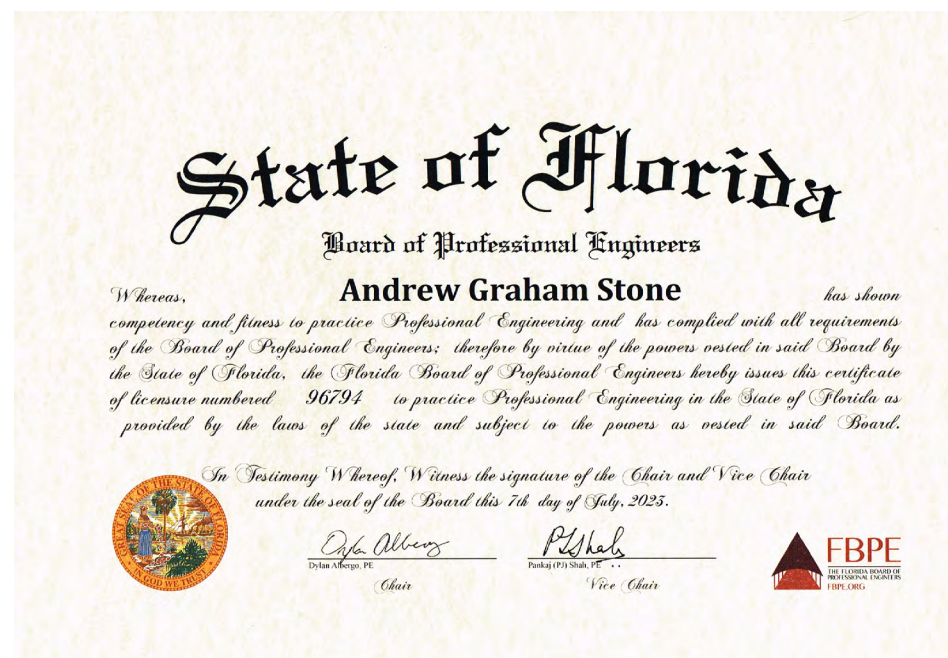 State of Florida
Board of Professional Engineers
Whereas, Andrew Graham Stone has shown
competency and fitness to practice Professional Engineering and has complied with all requirements
of the Board of Professional Engineers; therefore by virtue of the powers vested in said Board by
the State of Florida, the Florida Board of Professional Engineers hereby issues this certificate
of licensure numbered 96794 to practice Professional Engineering in the State of Florida as
provided by the laws of the state and subject to the powers as vested in said Board.
In Testimony Whereof, Witness the signature of the Chair and Vice Chair
under the seal of the Board this 7th day of July, 2023.
GREAT SEAL OF THE STATE OF FLORIDA
IN GOD WE TRUST
Dylan Albergo
Dylan Albergo, PE
Chair
PJ Shah
Pankaj (PJ) Shah, PE
Vice Chair
FBPE
THE FLORIDA BOARD OF
PROFESSIONAL ENGINEERS
FBPE.ORG